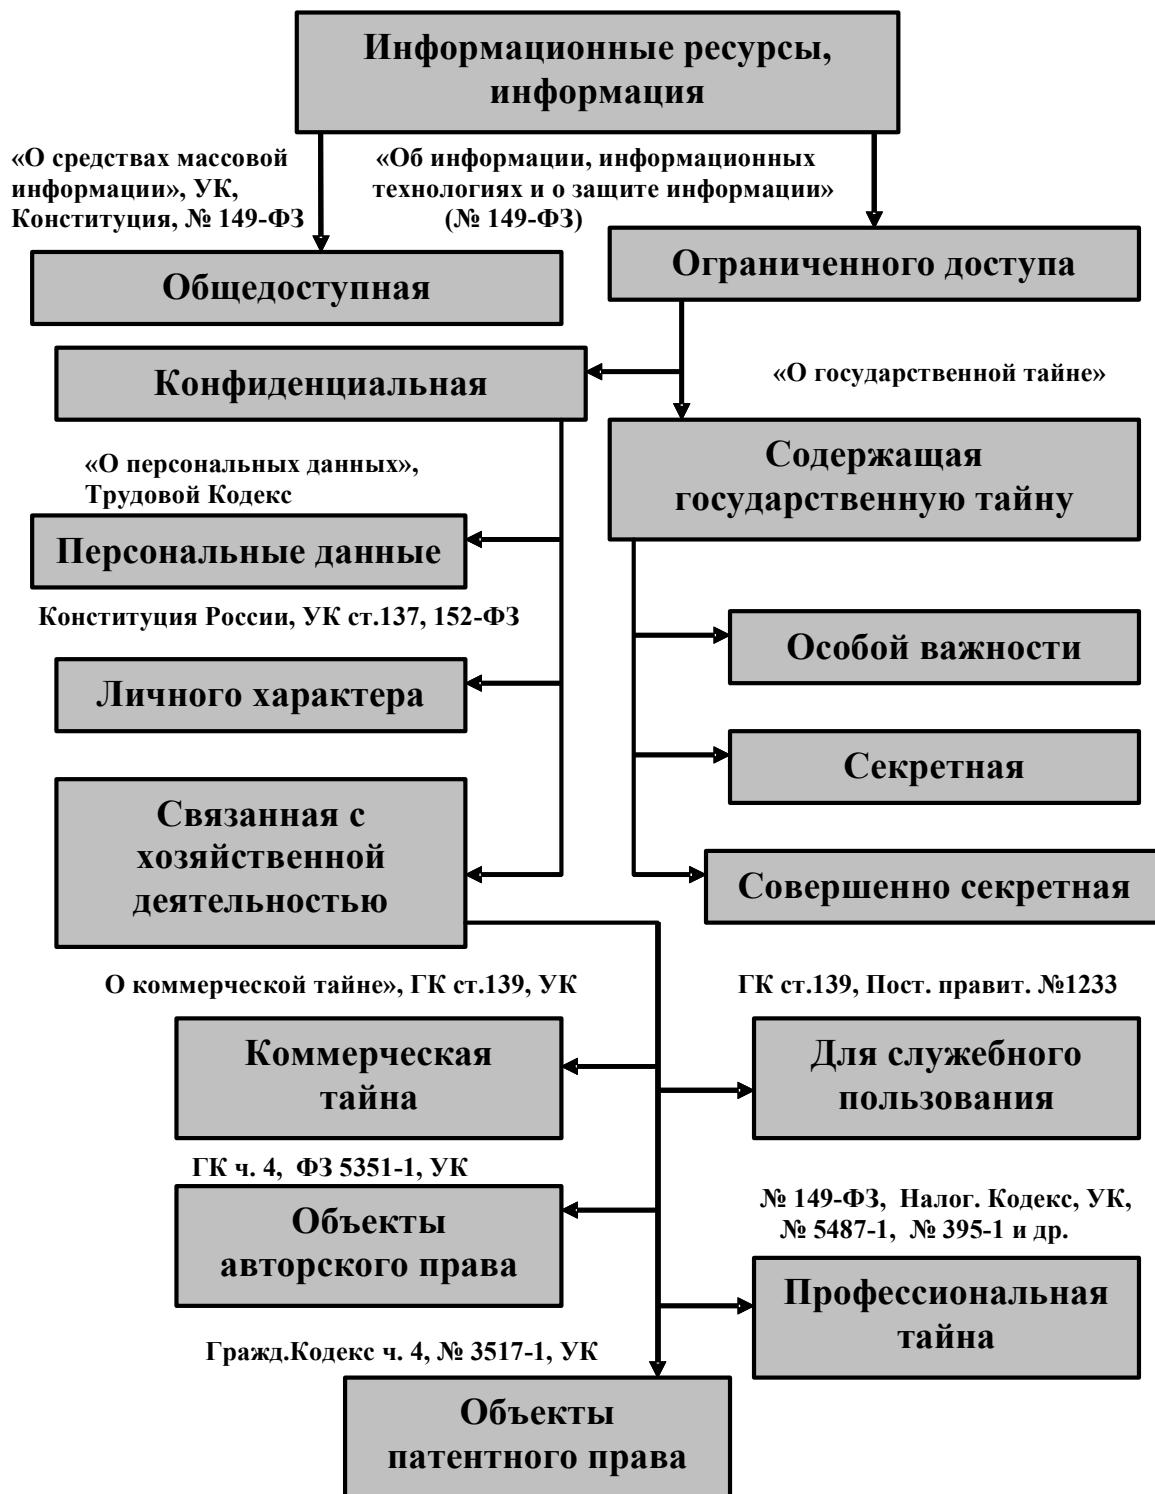 Информационные ресурсы,
информация
«О средствах массовой
информации», УК,
Конституция, № 149-ФЗ
«Об информации, информационных
технологиях и о защите информации»
(№ 149-ФЗ)
Общедоступная
Ограниченного доступа
Конфиденциальная
«О государственной тайне»
Содержащая
государственную тайну
«О персональных данных»,
Трудовой Кодекс
Персональные данные
Конституция России, УК ст.137, 152-ФЗ
Особой важности
Личного характера
Секретная
Связанная с
хозяйственной
деятельностью
Совершенно секретная
О коммерческой тайне», ГК ст.139, УК
ГК ст.139, Пост. правит. №1233
Коммерческая
тайна
Для служебного
пользования
ГК ч. 4, ФЗ 5351-1, УК
Объекты
авторского права
№ 149-ФЗ, Налог. Кодекс, УК,
№ 5487-1, № 395-1 и др.
Профессиональная
тайна
Гражд.Кодекс ч. 4, № 3517-1, УК
Объекты
патентного права